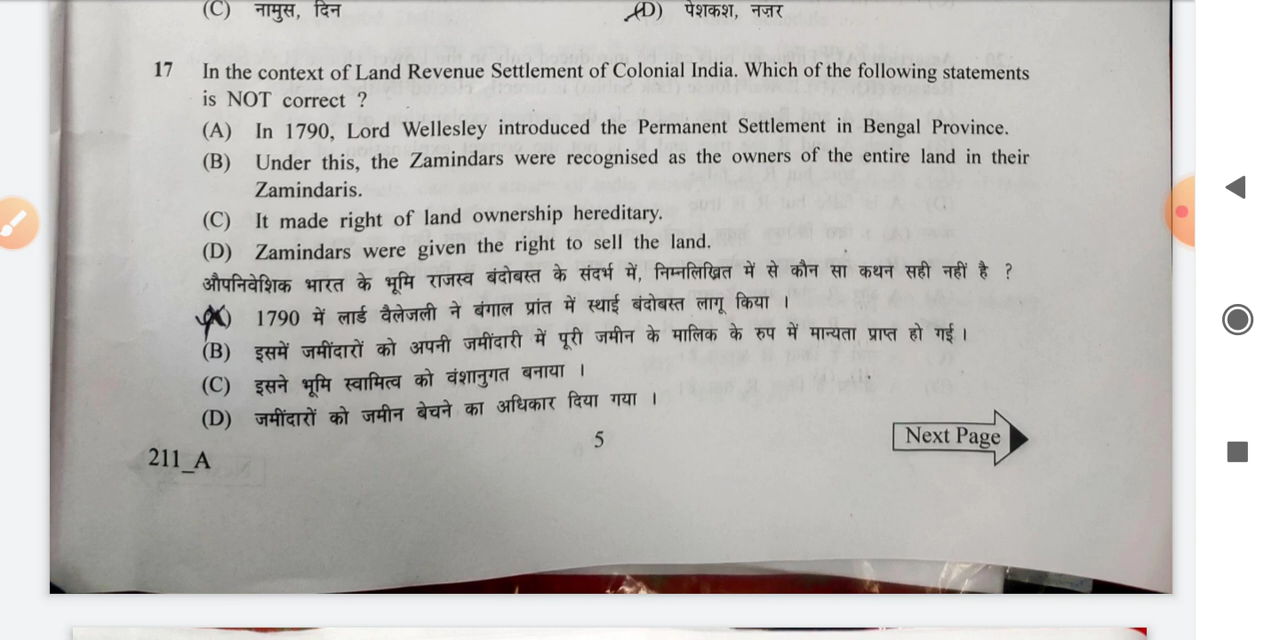 (C) नामुस, दिन (D) पेशकश, नज़र
17 In the context of Land Revenue Settlement of Colonial India. Which of the following statements
is NOT correct ?
(A) In 1790, Lord Wellesley introduced the Permanent Settlement in Bengal Province.
(B) Under this, the Zamindars were recognised as the owners of the entire land in their
Zamindaris.
(C) It made right of land ownership hereditary.
(D) Zamindars were given the right to sell the land.
औपनिवेशिक भारत के भूमि राजस्व बंदोबस्त के संदर्भ में, निम्नलिखित में से कौन सा कथन सही नहीं है ?
(A) 1790 में लार्ड वैलेजली ने बंगाल प्रांत में स्थाई बंदोबस्त लागू किया ।
(B) इसमें जमींदारों को अपनी जमींदारी में पूरी जमीन के मालिक के रुप में मान्यता प्राप्त हो गई ।
(C) इसने भूमि स्वामित्व को वंशानुगत बनाया ।
(D) जमींदारों को जमीन बेचने का अधिकार दिया गया ।
5
Next Page
211_A